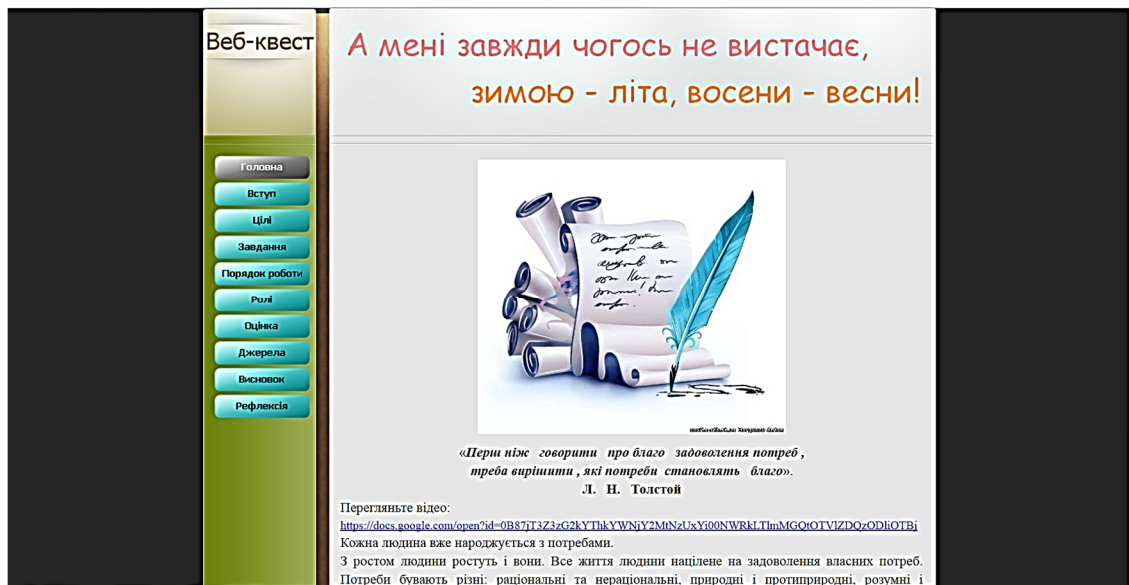 Веб-квест
А мені завжди чогось не вистачає,
зимою - літа, восени - весни!
Головна
Вступ
Цілі
Завдання
Порядок роботи
Ролі
Оцінка
Джерела
Висновок
Рефлексія
«Перш ніж говорити про благо задоволення потреб ,
треба вирішити , які потреби становлять благо».
Л. Н. Толстой
Перегляньте відео:
https://docs.google.com/open?id=0B87jT3Z3zG2kYThkYWNjY2MtNzUxYi00NWRkLTlmMGQtOTVlZDQzODliOTBj
Кожна людина вже народжується з потребами.
З ростом людини ростуть і вони. Все життя людини націлене на задоволення власних потреб.
Потреби бувають різні: раціональні та нераціональні, природні і протиприродні, розумні і